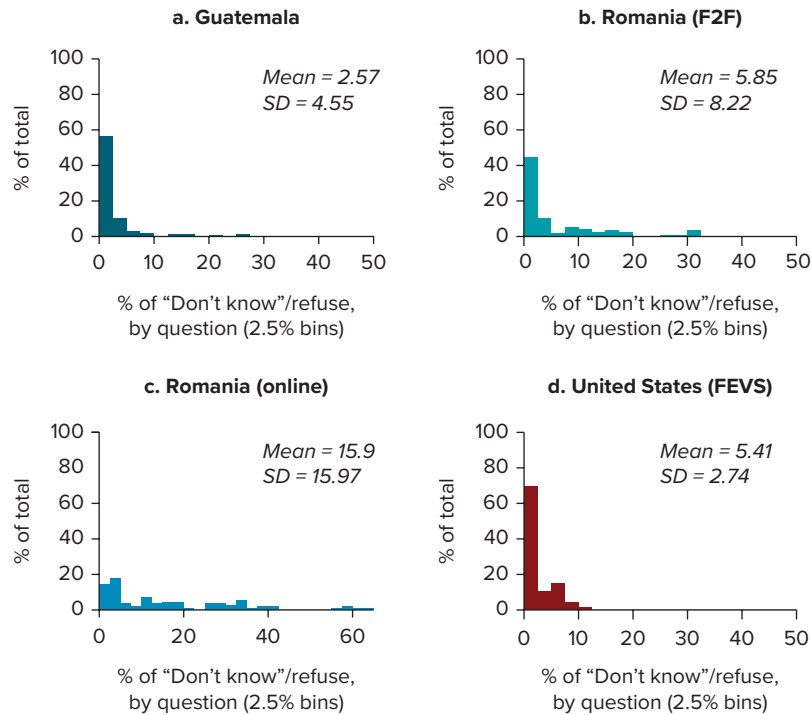 a. Guatemala
Mean = 2.57
SD = 4.55
% of total
100
80
60
40
20
0
0 10 20 30 40 50
% of “Don’t know”/refuse,
by question (2.5% bins)
b. Romania (F2F)
Mean = 5.85
SD = 8.22
% of total
100
80
60
40
20
0
0 10 20 30 40 50
% of “Don’t know”/refuse,
by question (2.5% bins)
c. Romania (online)
Mean = 15.9
SD = 15.97
% of total
100
80
60
40
20
0
0 20 40 60
% of “Don’t know”/refuse,
by question (2.5% bins)
d. United States (FEVS)
Mean = 5.41
SD = 2.74
% of total
100
80
60
40
20
0
0 10 20 30 40 50
% of “Don’t know”/refuse,
by question (2.5% bins)